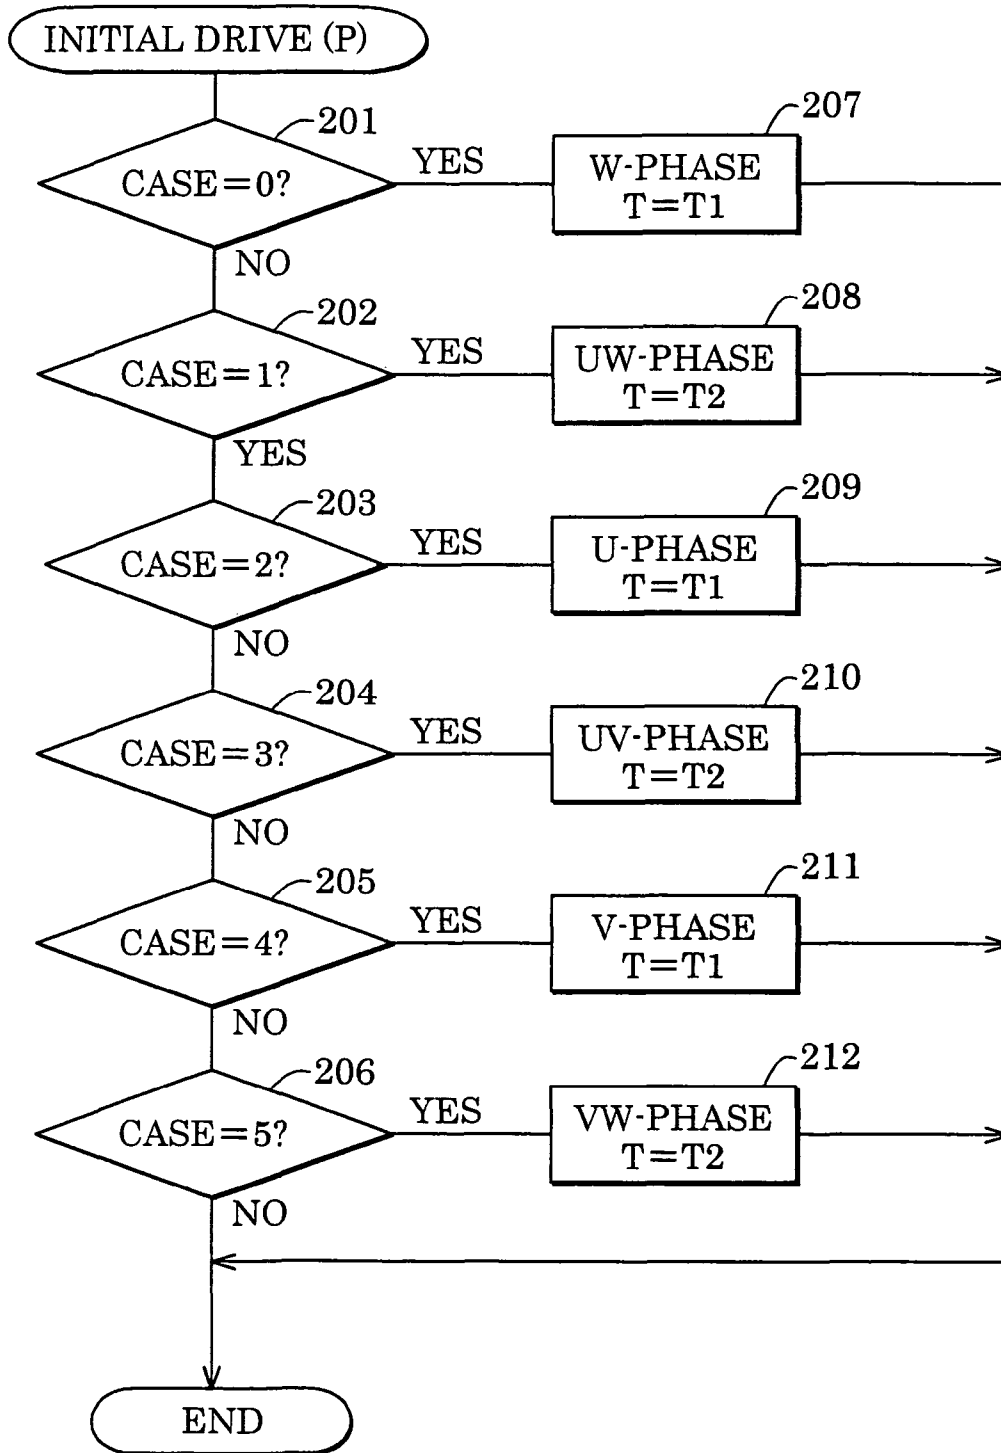 INITIAL DRIVE (P)
201
CASE=0?
YES
207
W-PHASE
T=T1
NO
202
CASE=1?
YES
208
UW-PHASE
T=T2
YES
203
CASE=2?
YES
209
U-PHASE
T=T1
NO
204
CASE=3?
YES
210
UV-PHASE
T=T2
NO
205
CASE=4?
YES
211
V-PHASE
T=T1
NO
206
CASE=5?
YES
212
VW-PHASE
T=T2
NO
END